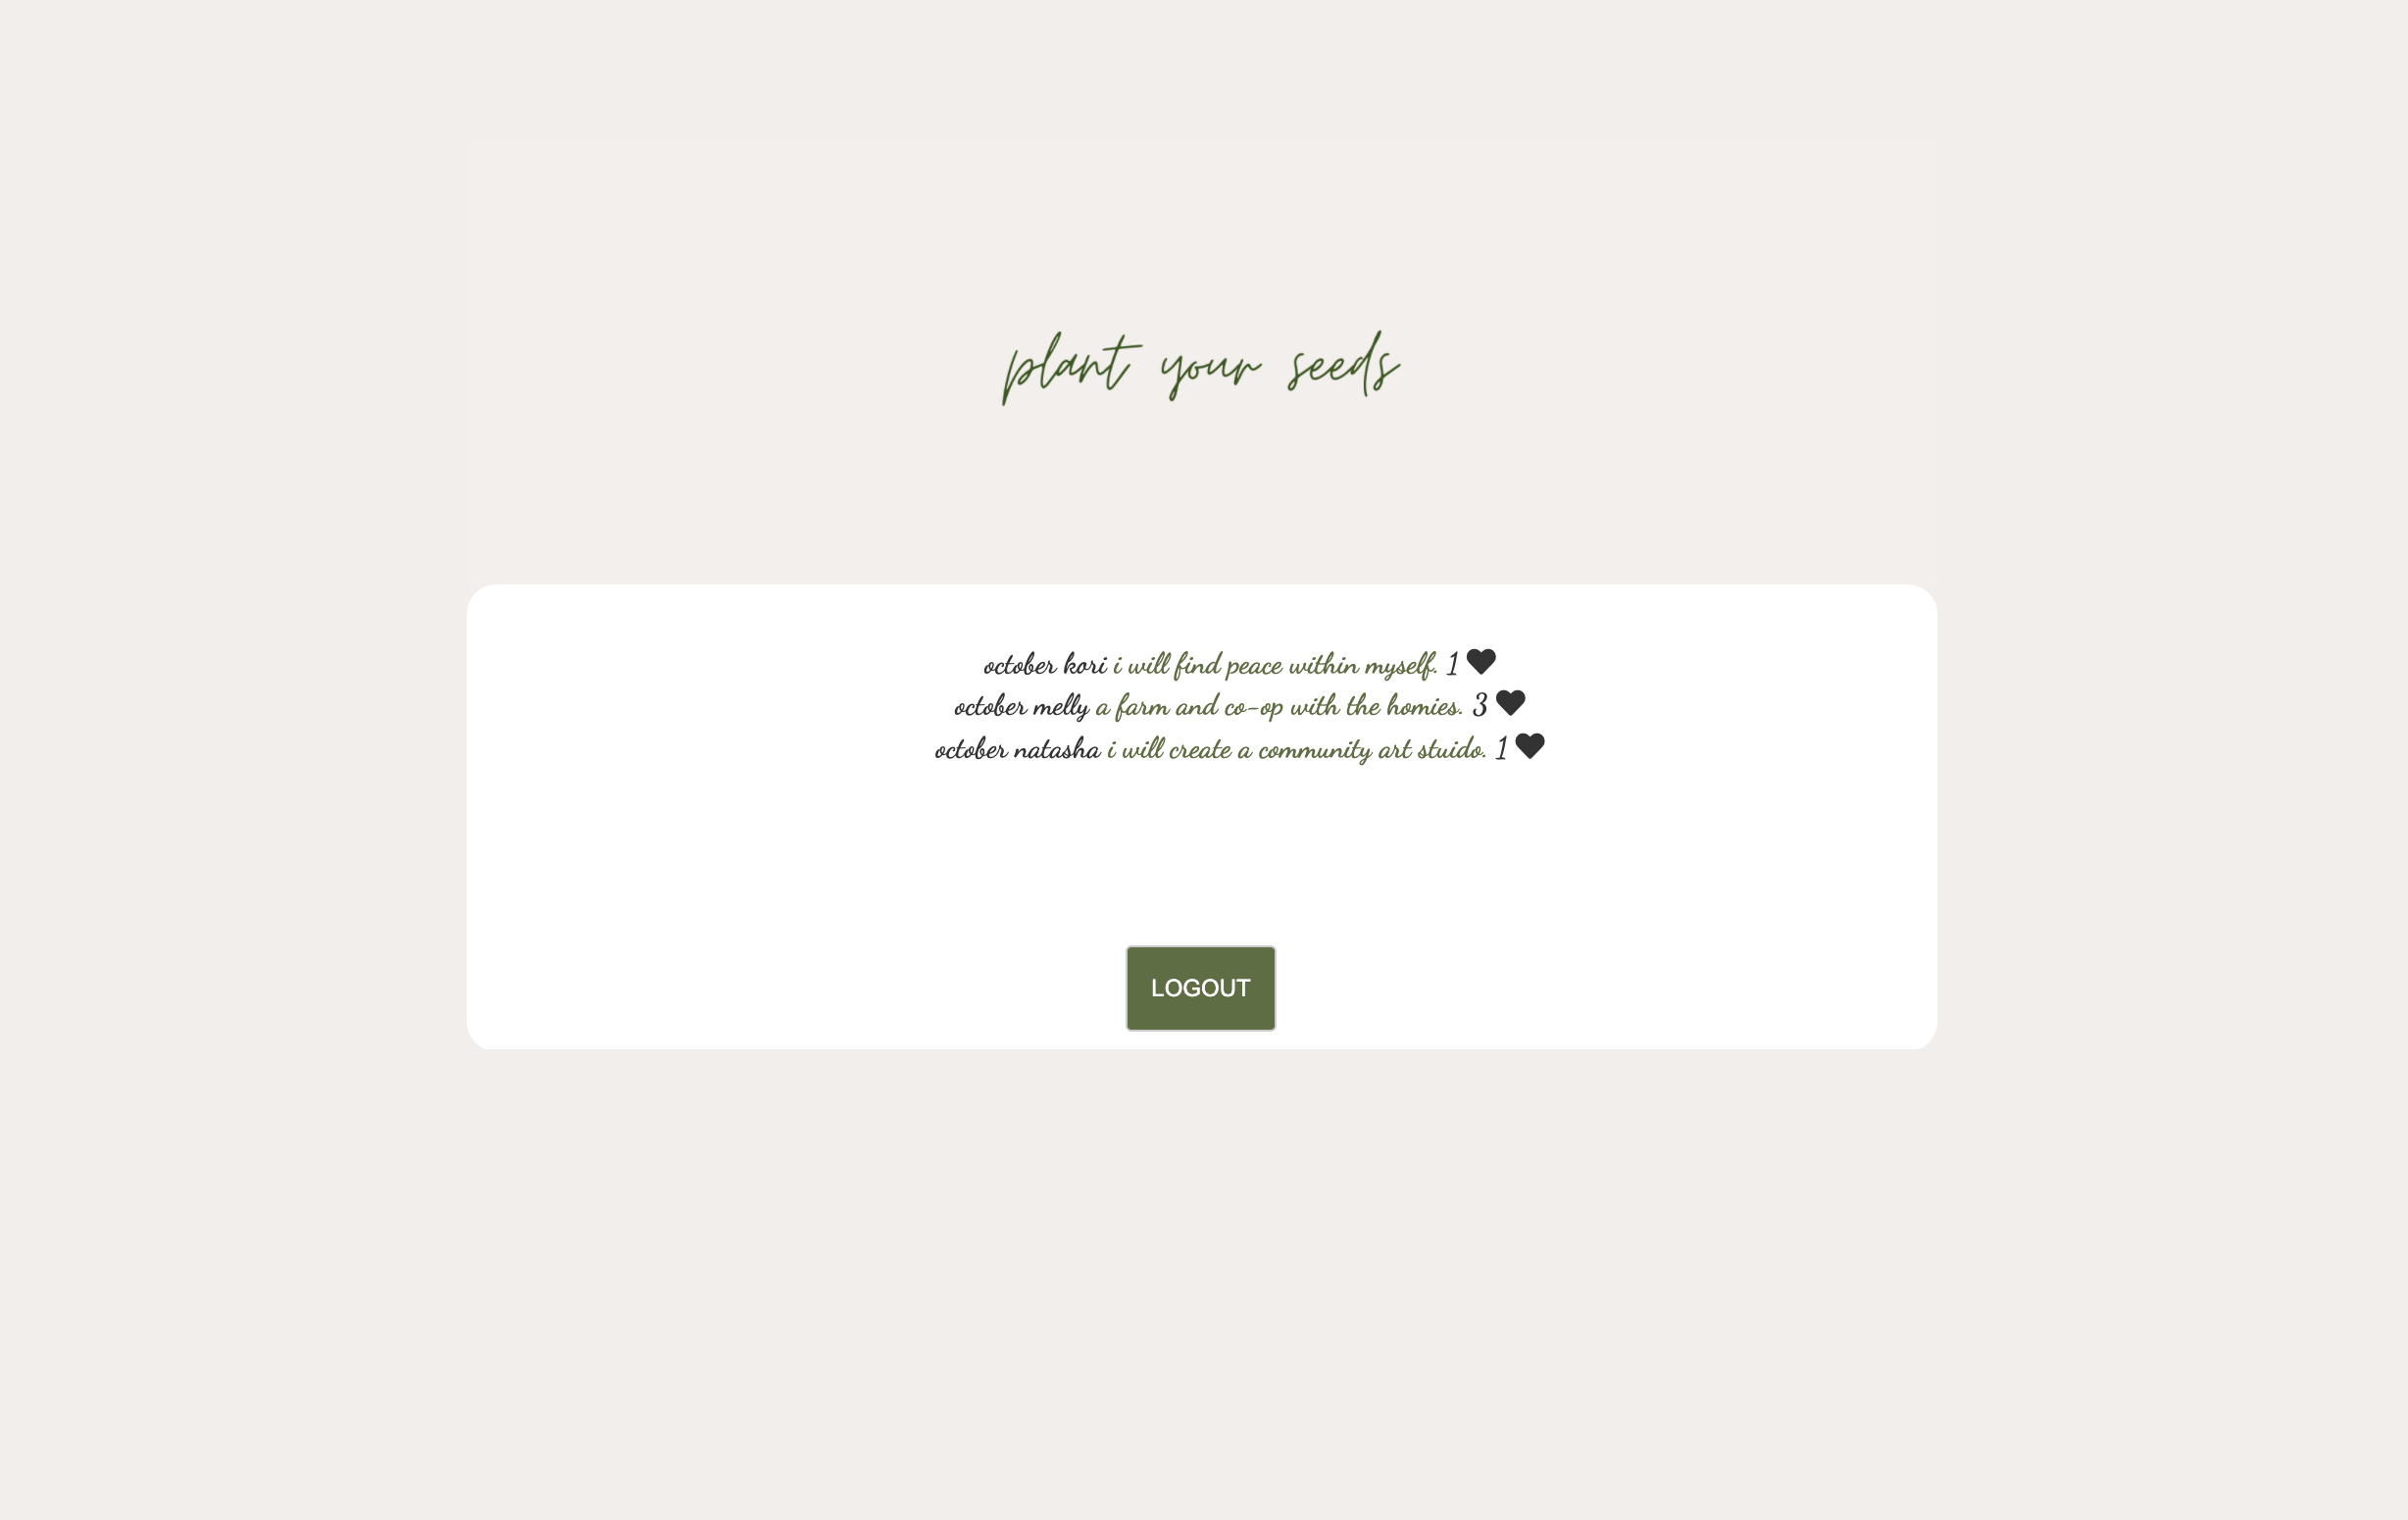 plant your seeds
october kori i will find peace within myself. 1
october melly a farm and co-op with the homies. 3
october natasha i will create a community art stuido. 1
LOGOUT